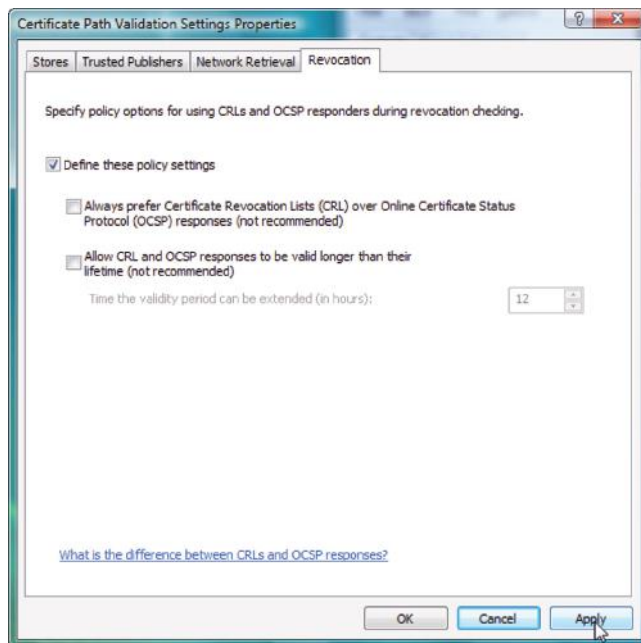 Certificate Path Validation Settings Properties
Stores Trusted Publishers Network Retrieval Revocation
Specify policy options for using CRLs and OCSP responders during revocation checking.
Define these policy settings
Always prefer Certificate Revocation Lists (CRL) over Online Certificate Status
Protocol (OCSP) responses (not recommended)
Allow CRL and OCSP responses to be valid longer than their
lifetime (not recommended)
Time the validity period can be extended (in hours): 12
What is the difference between CRLs and OCSP responses?
OK Cancel Apply